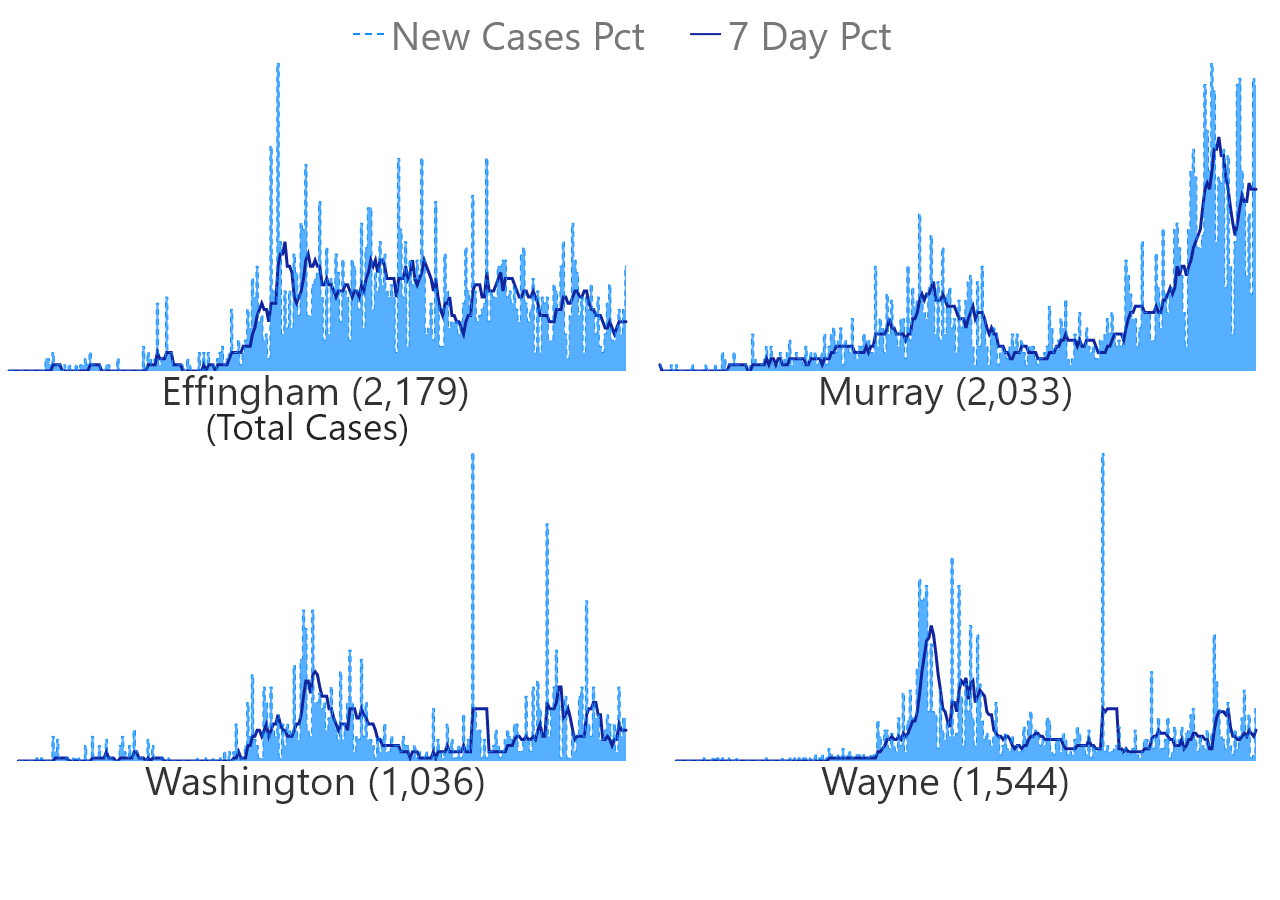 New Cases Pct 7 Day Pct
Effingham (2,179)
(Total Cases)
Murray (2,033)
Washington (1,036)
Wayne (1,544)